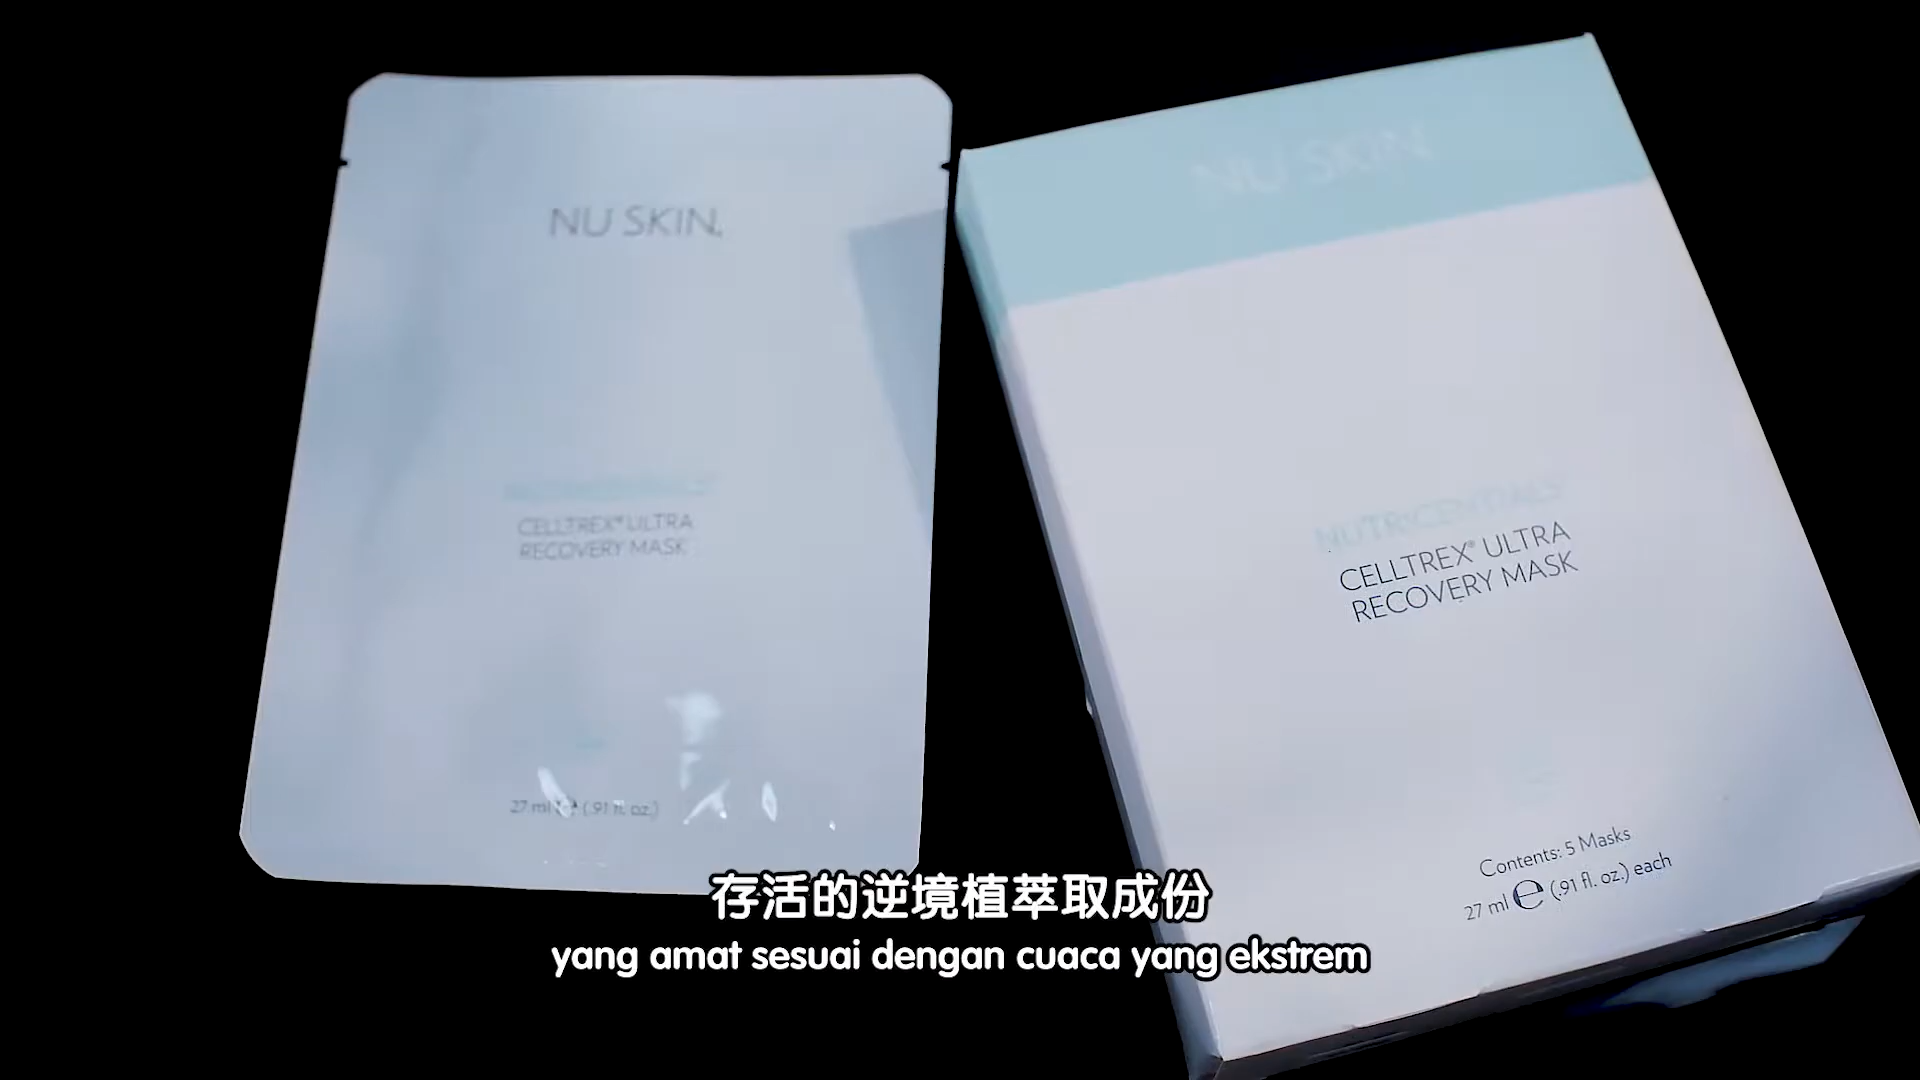 NU SKIN
CELLTREX® ULTRA
RECOVERY MASK
27 ml ℮ (.91 fl. oz.)
NU SKIN
NUTRICENTIALS®
CELLTREX® ULTRA
RECOVERY MASK
Contents: 5 Masks
27 ml ℮ (.91 fl. oz.) each
存活的逆境植萃取成份
yang amat sesuai dengan cuaca yang ekstrem